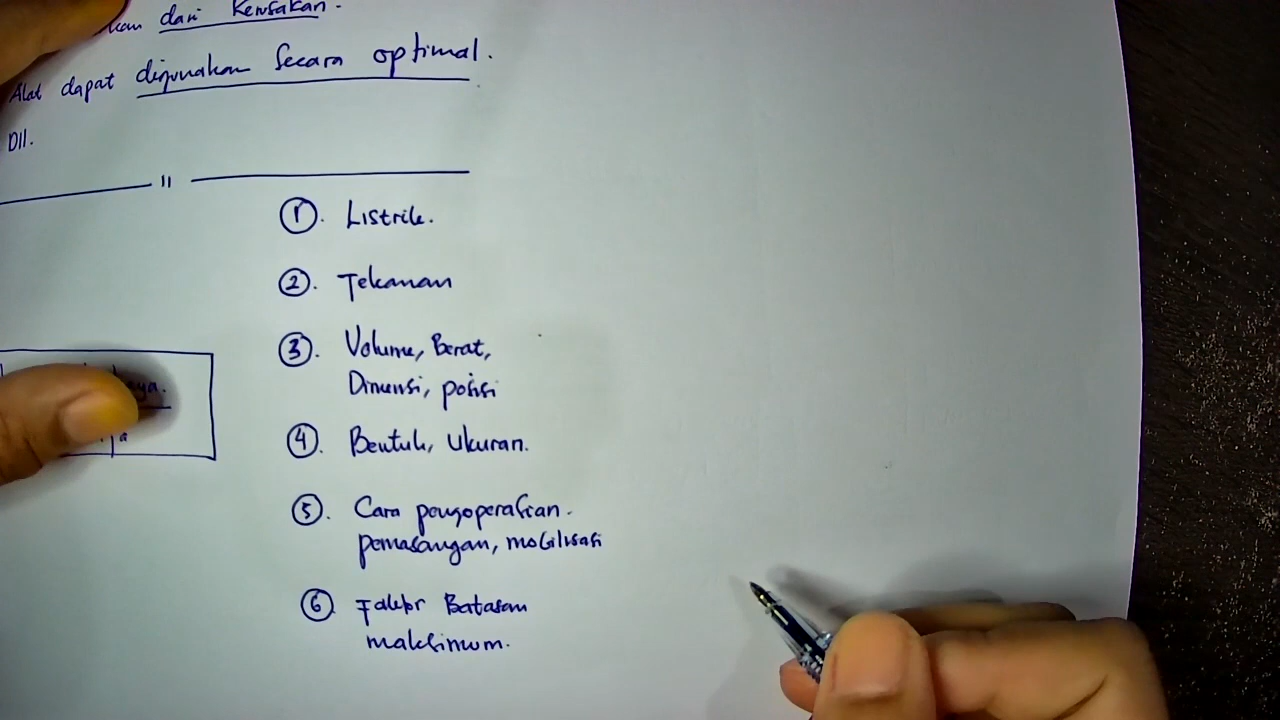 dari Kerusakan.
Alat dapat digunakan Secara optimal.
Dll.
1. Listrik.
2. Tekanan
3. Volume, Berat,
Dimensi, posisi
4. Bentuk, Ukuran.
5. Cara pengoperasian.
pemasangan, mobilisasi
6 Faktor Batasan
maksimum.